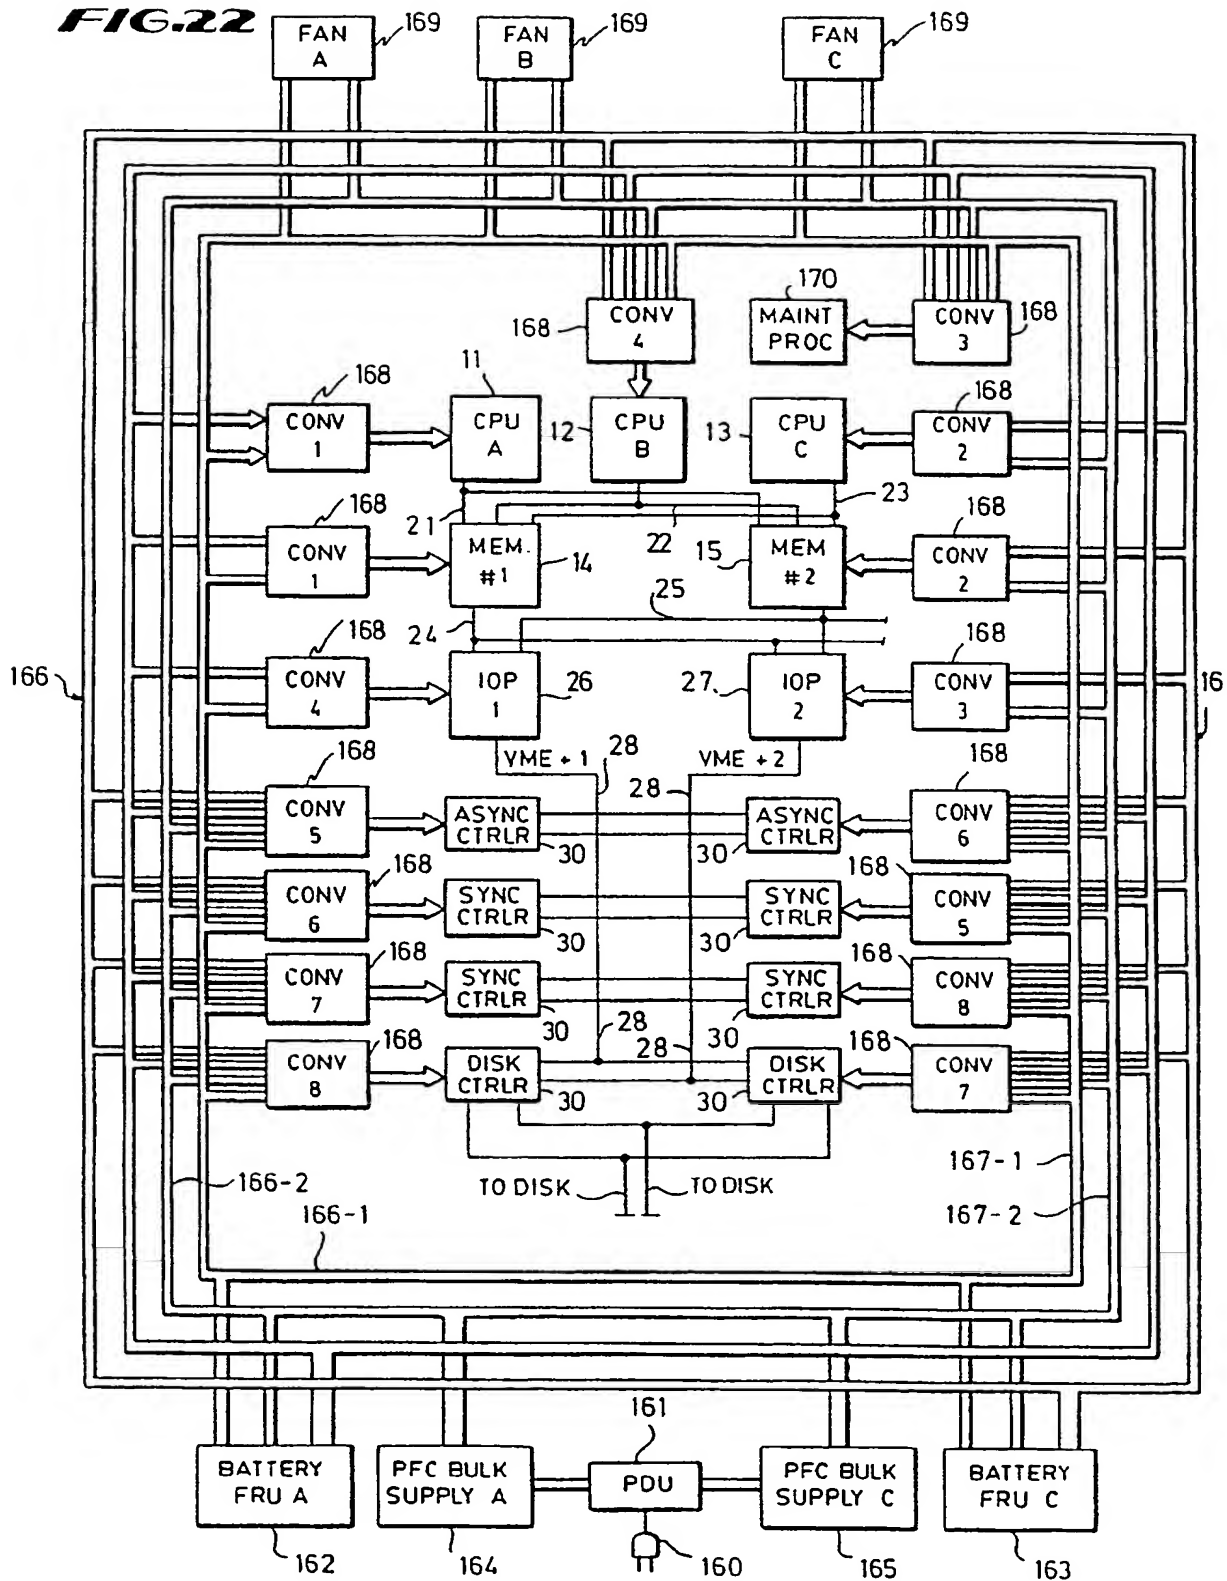 FIG.22
FAN A 169
FAN B 169
FAN C 169
170
168 CONV 4
MAINT PROC
CONV 3 168
168
CONV 1
11
CPU A
12 CPU B
13 CPU C
168
CONV 2
21
22
23
168
CONV 1
MEM. #1 14
15 MEM #2
168
CONV 2
24
25
166
168
CONV 4
IOP 1 26
27 IOP 2
168
CONV 3
16
VME + 1 28
VME + 2 28
168
CONV 5
ASYNC CTRLR 30
ASYNC CTRLR 30
168
CONV 6
168
CONV 6
SYNC CTRLR 30
SYNC CTRLR 30
168
CONV 5
168
CONV 7
SYNC CTRLR 30
SYNC CTRLR 30
168
CONV 8
28
28
168
CONV 8
DISK CTRLR 30
DISK CTRLR 30
168
CONV 7
166-2
TO DISK
TO DISK
167-1
166-1
167-2
161
BATTERY FRU A
PFC BULK SUPPLY A
PDU
PFC BULK SUPPLY C
BATTERY FRU C
162
164
160
165
163